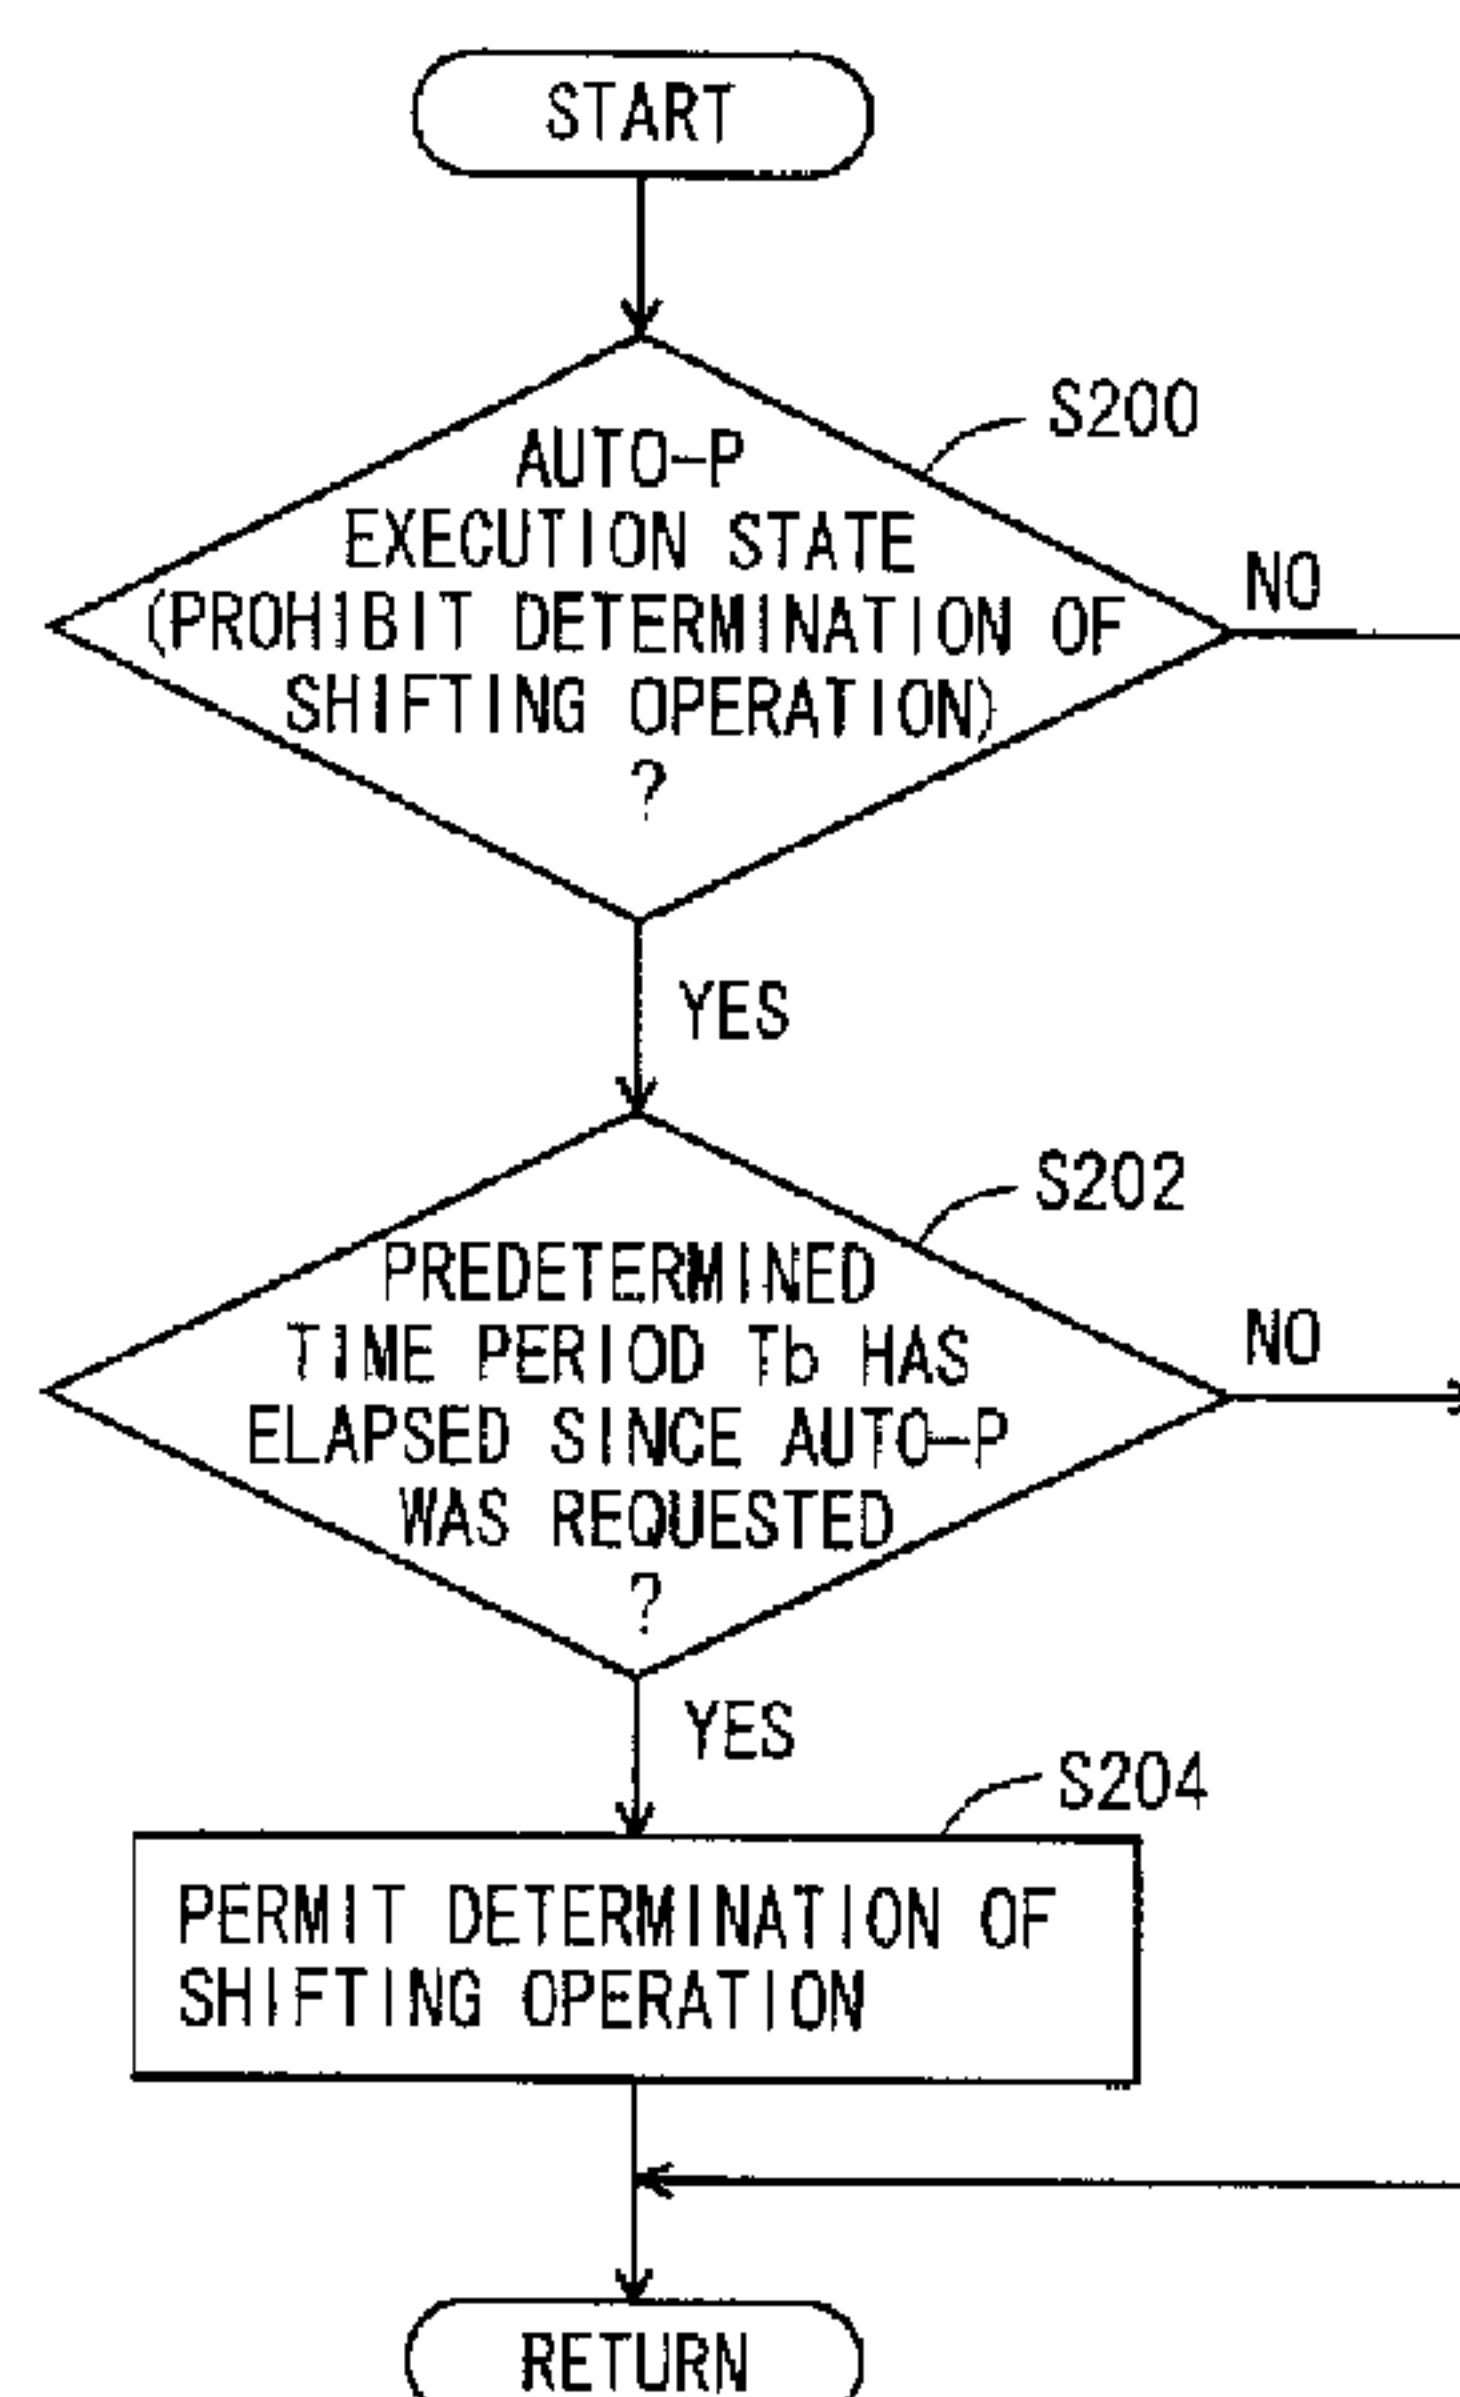 START
S200
AUTO-P
EXECUTION STATE
(PROHIBIT DETERMINATION OF
SHIFTING OPERATION)
?
NO
YES
S202
PREDETERMINED
TIME PERIOD Tb HAS
ELAPSED SINCE AUTO-P
WAS REQUESTED
?
NO
YES
S204
PERMIT DETERMINATION OF
SHIFTING OPERATION
RETURN